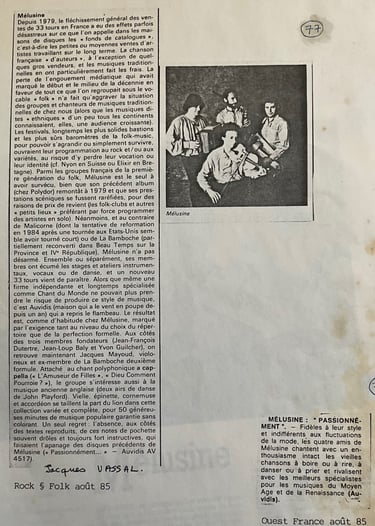 77
Mélusine
Depuis 1979, le fléchissement général des ven-
tes de 33 tours en France a eu des effets parfois
désastreux sur ce que l'on appelle dans les mai-
sons de disques les « fonds de catalogues »,
c'est-à-dire les petites ou moyennes ventes d'ar-
tistes travaillant sur le long terme. La chanson
française « d'auteurs », à l'exception de quel-
ques gros vendeurs, et les musiques tradition-
nelles en ont particulièrement fait les frais. La
perte de l'engouement médiatique qui avait
marqué le début et le milieu de la décennie en
faveur de tout ce que l'on regroupait sous le vo-
cable « folk » n'a fait qu'aggraver la situation
des groupes et chanteurs de musiques tradition-
nelles de chez nous (alors que les musiques di-
tes « ethniques » d'un peu tous les continents
connaissaient, elles, une audience croissante).
Les festivals, longtemps les plus solides bastions
et les plus sûrs baromètres de la folk-music,
pour pouvoir s'agrandir ou simplement survivre,
ouvraient leur programmation au rock et/ou aux
variétés, au risque d'y perdre leur vocation ou
leur identité (cf. Nyon en Suisse ou Elixir en Bre-
tagne). Parmi les groupes français de la première
génération du folk, Mélusine est le seul à
avoir survécu, bien que son précédent album
(chez Polydor) remontât à 1979 et que ses pres-
tations scéniques se fussent raréfiées, pour des
raisons de prix de revient (les folk-clubs et autres
« petits lieux » préférant par force programmer
des artistes en solo). Néanmoins, et au contraire
de Malicorne (dont la tentative de reformation
en 1984 après une tournée aux Etats-Unis sem-
ble avoir tourné court) ou de La Bamboche (par-
tiellement reconverti dans Beau Temps sur la
Province et IVe République), Mélusine n'a pas
désarmé. Ensemble ou séparément, ses mem-
bres ont écumé les stages et ateliers instrumen-
taux, vocaux ou de danse, et un nouveau
33 tours vient de paraître. Alors que même une
firme indépendante et longtemps spécialisée
comme Chant du Monde ne pouvait plus pren-
dre le risque de produire ce style de musique,
c'est Auvidis (maison qui a le vent en poupe de-
puis un an) qui a repris le flambeau. Le résultat
est, comme d'habitude chez Mélusine, marqué
par l'exigence tant au niveau du choix du réper-
toire que de la perfection formelle. Aux côtés
des trois membres fondateurs (Jean-François
Dutertre, Jean-Loup Baly et Yvon Guilcher), on
retrouve maintenant Jacques Mayoud, violo-
neux et ex-membre de La Bamboche deuxième
formule. Attaché au chant polyphonique a cap-
pella (« L'Amuseur de Filles », « Dieu Comment
Pourroie ? »), le groupe s'intéresse aussi à la
musique ancienne anglaise (deux airs de danse
de John Playford). Vielle, épinette, cornemuse
et accordéon se taillent la part du lion dans cette
collection variée et complète, pour 50 généreu-
ses minutes de musique populaire garantie sans
colorant. Un seul regret : l'absence, aux côtés
des textes reproduits, de ces notes de pochette
souvent drôles et toujours fort instructives, qui
faisaient l'apanage des disques précédents de
Mélusine (« Passionnément... » – Auvidis AV
4517)
Jacques VASSAL.
Rock § Folk août 85
Mélusine
MÉLUSINE : "PASSIONNÉ-
MENT". – Fidèles à leur style
et indifférents aux fluctuations
de la mode, les quatre amis de
Mélusine chantent avec un en-
thousiasme intact les vieilles
chansons à boire ou à rire, à
danser ou à prier et rivalisent
avec les meilleurs spécialistes
pour les musiques du Moyen
Age et de la Renaissance (Au-
vidis).
Ouest France août 85